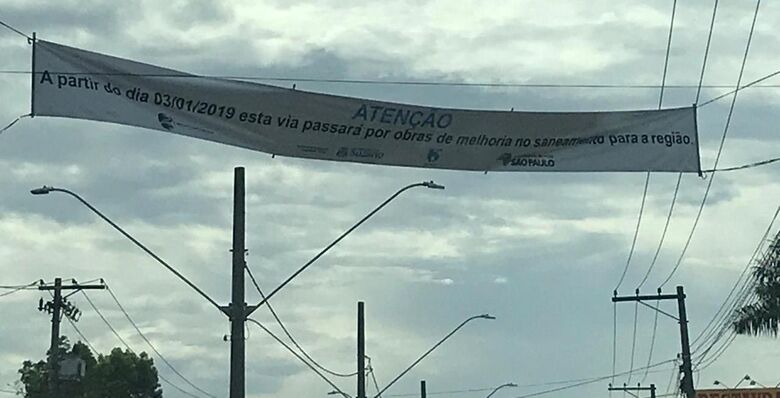 ATENÇÃO
A partir do dia 03/01/2019 esta via passará por obras de melhoria no saneamento para a região.
SÃO PAULO